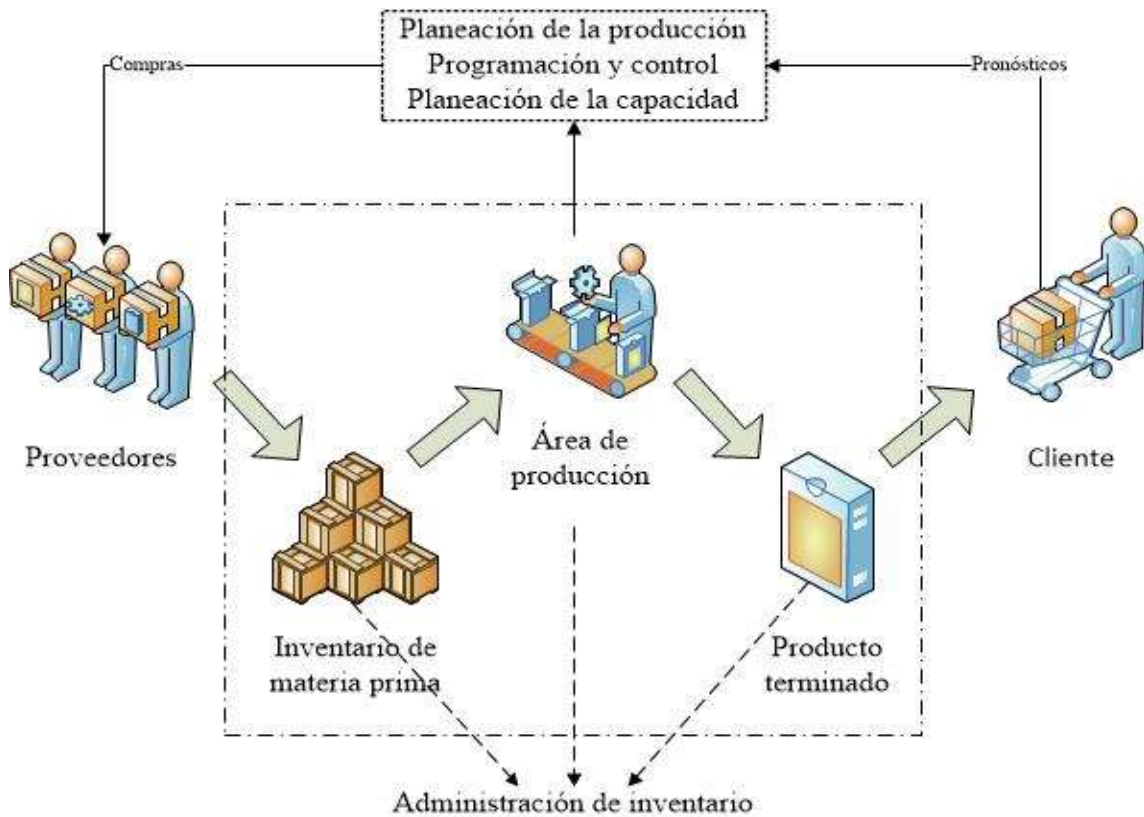 Planeación de la producción
Programación y control
Planeación de la capacidad
Compras
Pronósticos
Proveedores
Área de
producción
Cliente
Inventario de
materia prima
Producto
terminado
Administración de inventario